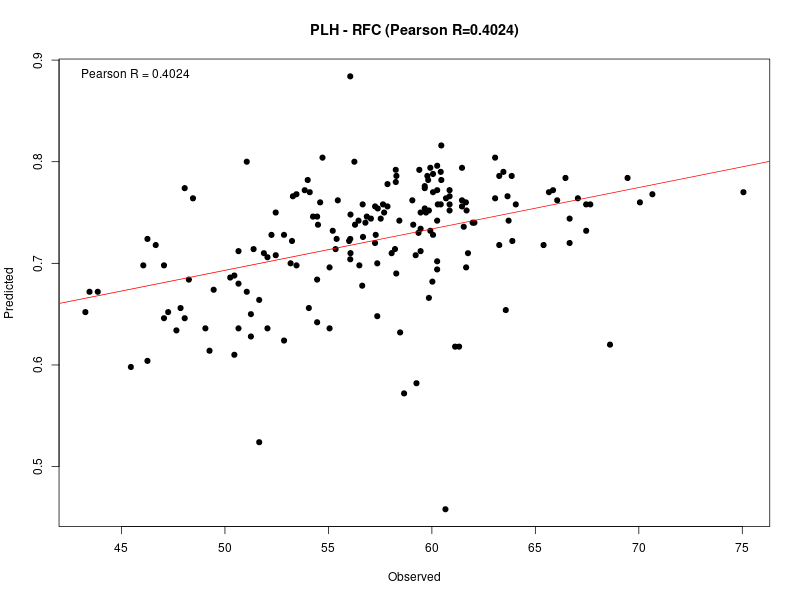 PLH - RFC (Pearson R=0.4024)
Pearson R = 0.4024
0.9
0.8
0.7
0.6
0.5
Predicted
45 50 55 60 65 70 75
Observed